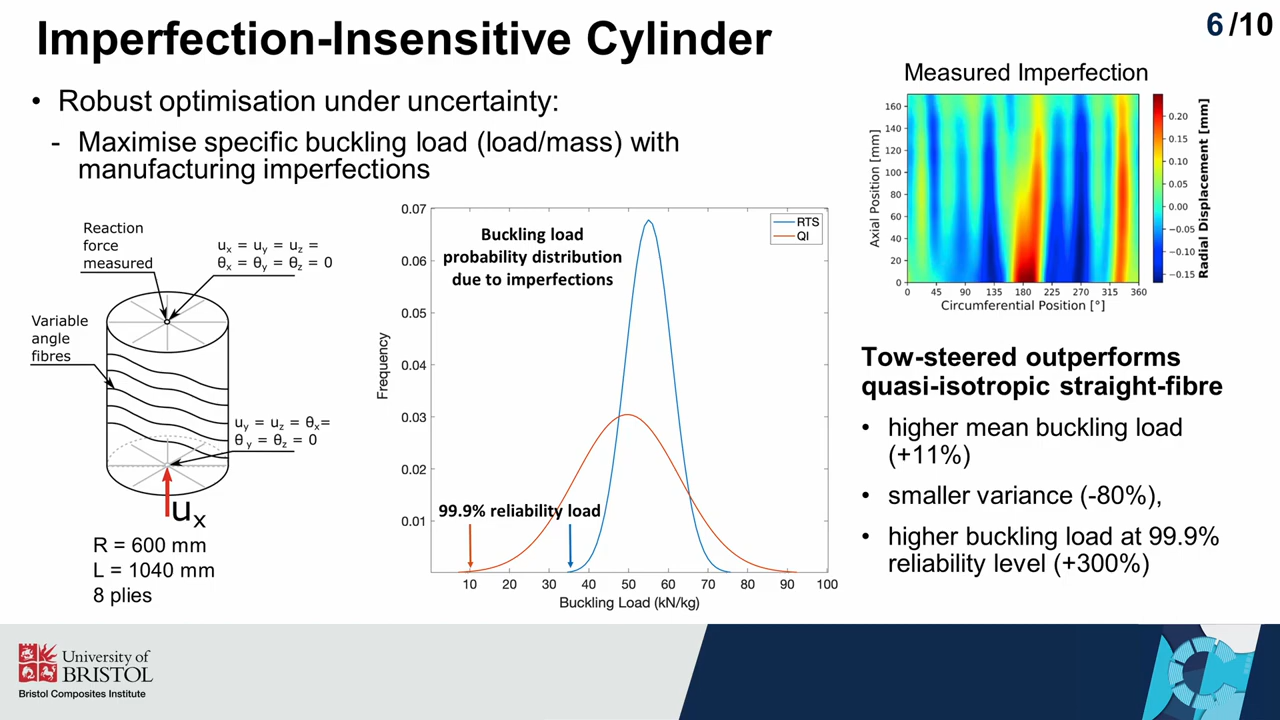 Imperfection-Insensitive Cylinder
6/10
• Robust optimisation under uncertainty:
- Maximise specific buckling load (load/mass) with
manufacturing imperfections
Reaction
force
measured
uₓ = uᵧ = u_z =
θₓ = θᵧ = θ_z = 0
Variable
angle
fibres
uᵧ = u_z = θₓ=
θᵧ = θ_z = 0
uₓ
R = 600 mm
L = 1040 mm
8 plies
0.07
0.06
0.05
0.04
0.03
0.02
0.01
Frequency
Buckling load
probability distribution
due to imperfections
RTS
QI
99.9% reliability load
10 20 30 40 50 60 70 80 90 100
Buckling Load (kN/kg)
Measured Imperfection
160
140
120
100
80
60
40
20
0
Axial Position [mm]
0 45 90 135 180 225 270 315 360
Circumferential Position [°]
0.20
0.15
0.10
0.05
0.00
−0.05
−0.10
−0.15
Radial Displacement [mm]
Tow-steered outperforms
quasi-isotropic straight-fibre
• higher mean buckling load
(+11%)
• smaller variance (-80%),
• higher buckling load at 99.9%
reliability level (+300%)
University of
BRISTOL
Bristol Composites Institute